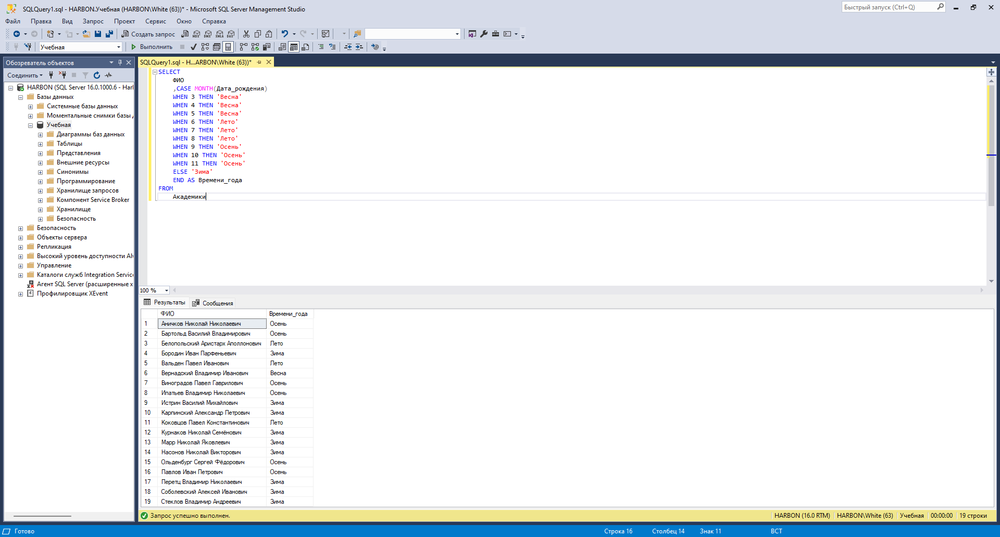 SQLQuery1.sql - HARBON.Учебная (HARBON\White (63))* - Microsoft SQL Server Management Studio
Быстрый запуск (Ctrl+Q)
Файл Правка Вид Запрос Проект Сервис Окно Справка
Создать запрос MDX DMX XMLA DAX
Учебная Выполнить
Обозреватель объектов
Соединить
HARBON (SQL Server 16.0.1000.6 - Harl
Базы данных
Системные базы данных
Моментальные снимки базы
Учебная
Диаграммы баз данных
Таблицы
Представления
Внешние ресурсы
Синонимы
Программирование
Хранилище запросов
Компонент Service Broker
Хранилище
Безопасность
Безопасность
Объекты сервера
Репликация
Высокий уровень доступности
Управление
Каталоги служб Integration Servic
Агент SQL Server (расширенные х
Профилировщик XEvent
SQLQuery1.sql - H...ARBON\White (63))*
SELECT
ФИО
,CASE MONTH(Дата_рождения)
WHEN 3 THEN 'Весна'
WHEN 4 THEN 'Весна'
WHEN 5 THEN 'Весна'
WHEN 6 THEN 'Лето'
WHEN 7 THEN 'Лето'
WHEN 8 THEN 'Лето'
WHEN 9 THEN 'Осень'
WHEN 10 THEN 'Осень'
WHEN 11 THEN 'Осень'
ELSE 'Зима'
END AS Времени_года
FROM
Академики
100 %
Результаты Сообщения
ФИО Времени_года
1 Аничков Николай Николаевич Осень
2 Бартольд Василий Владимирович Осень
3 Белопольский Аристарх Аполлонович Лето
4 Бородин Иван Парфеньевич Зима
5 Вальден Павел Иванович Лето
6 Вернадский Владимир Иванович Весна
7 Виноградов Павел Гаврилович Осень
8 Ипатьев Владимир Николаевич Осень
9 Истрин Василий Михайлович Зима
10 Карпинский Александр Петрович Зима
11 Коковцов Павел Константинович Лето
12 Курнаков Николай Семёнович Зима
13 Марр Николай Яковлевич Зима
14 Насонов Николай Викторович Зима
15 Ольденбург Сергей Фёдорович Осень
16 Павлов Иван Петрович Осень
17 Перетц Владимир Николаевич Зима
18 Соболевский Алексей Иванович Зима
19 Стеклов Владимир Андреевич Зима
Запрос успешно выполнен. HARBON (16.0 RTM) HARBON\White (63) Учебная 00:00:00 19 строки
Готово Строка 16 Столбец 14 Знак 11 ВСТ